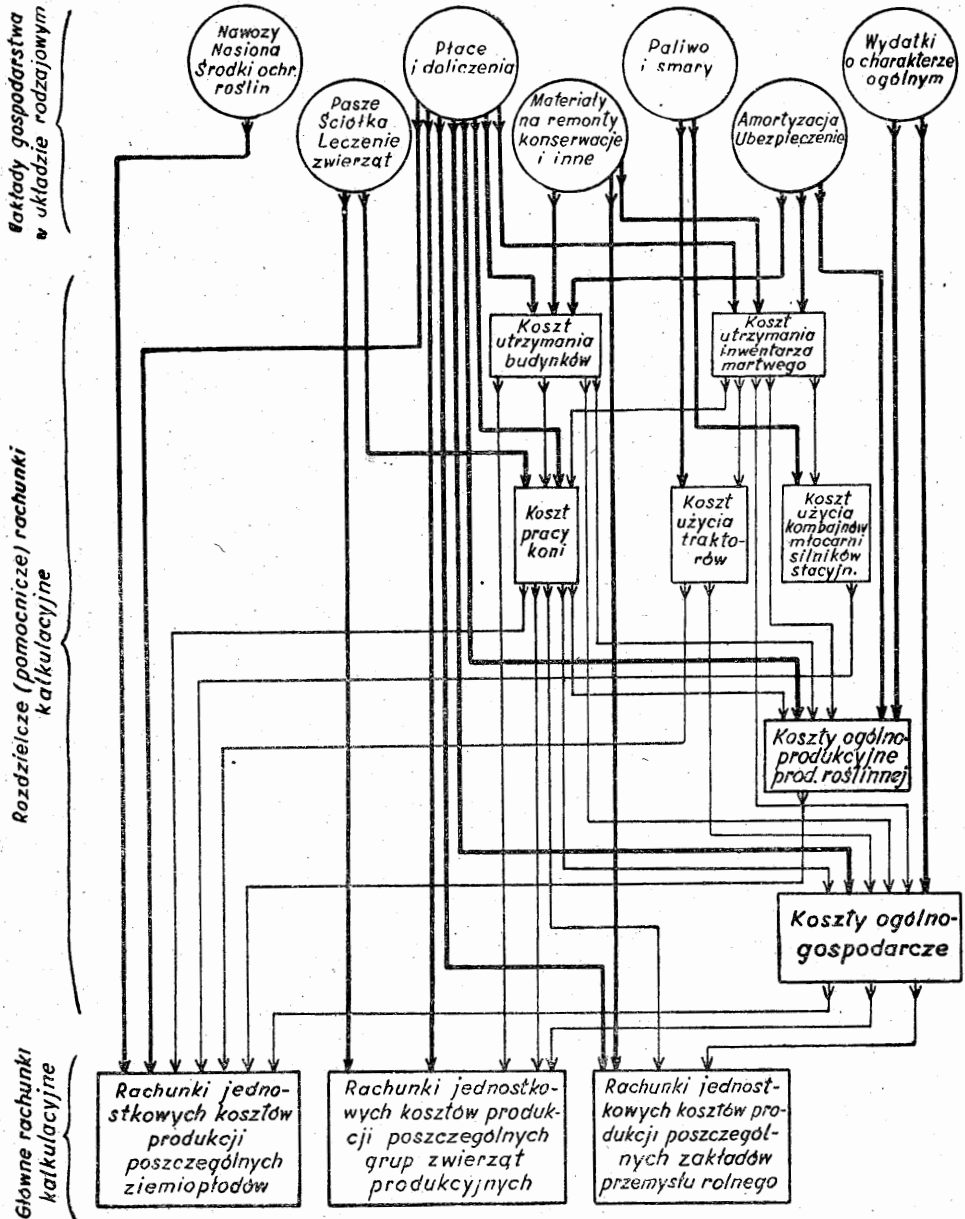 Nakłady gospodarstwa
w układzie rodzajowym
Nawozy
Nasiona
Środki ochr.
roślin
Pasze
Ściółka
Leczenie
zwierząt
Płace
i doliczenia
Materiały
na remonty
konserwacje
i inne
Paliwo
i smary
Amortyzacja
Ubezpieczenie
Wydatki
o charakterze
ogólnym
Rozdzielcze (pomocnicze) rachunki
kalkulacyjne
Koszt
utrzymania
budynków
Koszt
utrzymania
inwentarza
martwego
Koszt
pracy
koni
Koszt
użycia
trakto-
rów
Koszt
użycia
kombajnów
młocarni
silników
stacyjn.
Koszty ogólno-
produkcyjne
prod. roślinnej
Koszty ogólno-
gospodarcze
Główne rachunki
kalkulacyjne
Rachunki jedno-
stkowych kosztów
produkcji
poszczególnych
ziemiopłodów
Rachunki jednostko-
wych kosztów produk-
cji poszczególnych
grup zwierząt
produkcyjnych
Rachunki jednost-
kowych kosztów pro-
dukcji poszczegól-
nych zakładów
przemysłu rolnego